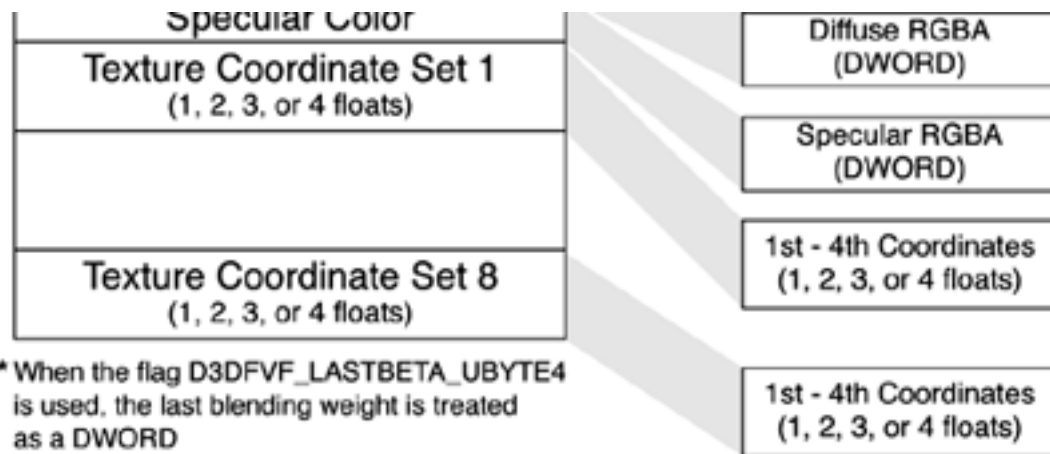 Specular Color
Texture Coordinate Set 1
(1, 2, 3, or 4 floats)
Texture Coordinate Set 8
(1, 2, 3, or 4 floats)
* When the flag D3DFVF_LASTBETA_UBYTE4
is used, the last blending weight is treated
as a DWORD
Diffuse RGBA
(DWORD)
Specular RGBA
(DWORD)
1st - 4th Coordinates
(1, 2, 3, or 4 floats)
1st - 4th Coordinates
(1, 2, 3, or 4 floats)